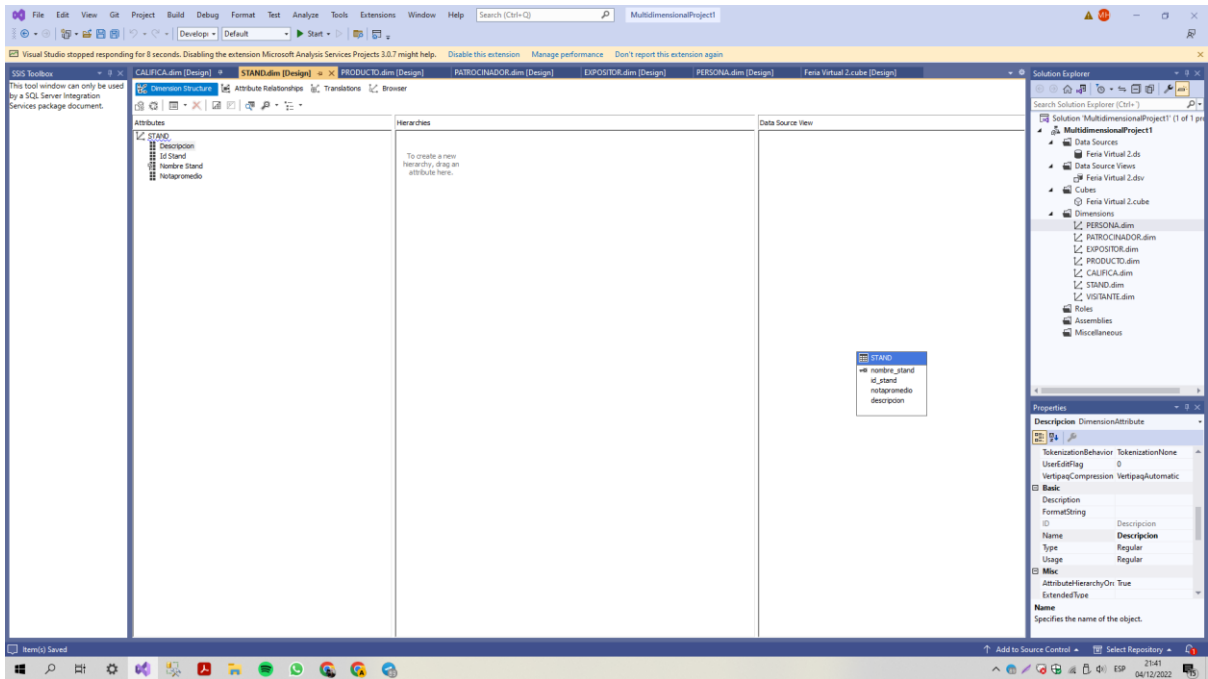 File Edit View Git Project Build Debug Format Test Analyze Tools Extensions Window Help Search (Ctrl+Q) MultidimensionalProject1
Develop Default Start
Visual Studio stopped responding for 8 seconds. Disabling the extension Microsoft Analysis Services Projects 3.0.7 might help. Disable this extension Manage performance Don't report this extension again
SSIS Toolbox
This tool window can only be used
by a SQL Server Integration
Services package document.
CALIFICA.dim [Design] STAND.dim [Design] PRODUCTO.dim [Design] PATROCINADOR.dim [Design] EXPOSITOR.dim [Design] PERSONA.dim [Design] Feria Virtual 2.cube [Design]
Dimension Structure Attribute Relationships Translations Browser
Attributes
STAND
Descripcion
Id Stand
Nombre Stand
Notapromedio
Hierarchies
To create a new
hierarchy, drag an
attribute here.
Data Source View
STAND
nombre_stand
id_stand
notapromedio
descripcion
Solution Explorer
Search Solution Explorer (Ctrl+')
Solution 'MultidimensionalProject1' (1 of 1 pr
MultidimensionalProject1
Data Sources
Feria Virtual 2.ds
Data Source Views
Feria Virtual 2.dsv
Cubes
Feria Virtual 2.cube
Dimensions
PERSONA.dim
PATROCINADOR.dim
EXPOSITOR.dim
PRODUCTO.dim
CALIFICA.dim
STAND.dim
VISITANTE.dim
Roles
Assemblies
Miscellaneous
Properties
Descripcion DimensionAttribute
TokenizationBehavior TokenizationNone
UserEditFlag 0
VertipaqCompression VertipaqAutomatic
Basic
Description
FormatString
ID Descripcion
Name Descripcion
Type Regular
Usage Regular
Misc
AttributeHierarchyOr True
ExtendedType
Name
Specifies the name of the object.
Item(s) Saved
Add to Source Control Select Repository
ESP
21:41
04/12/2022